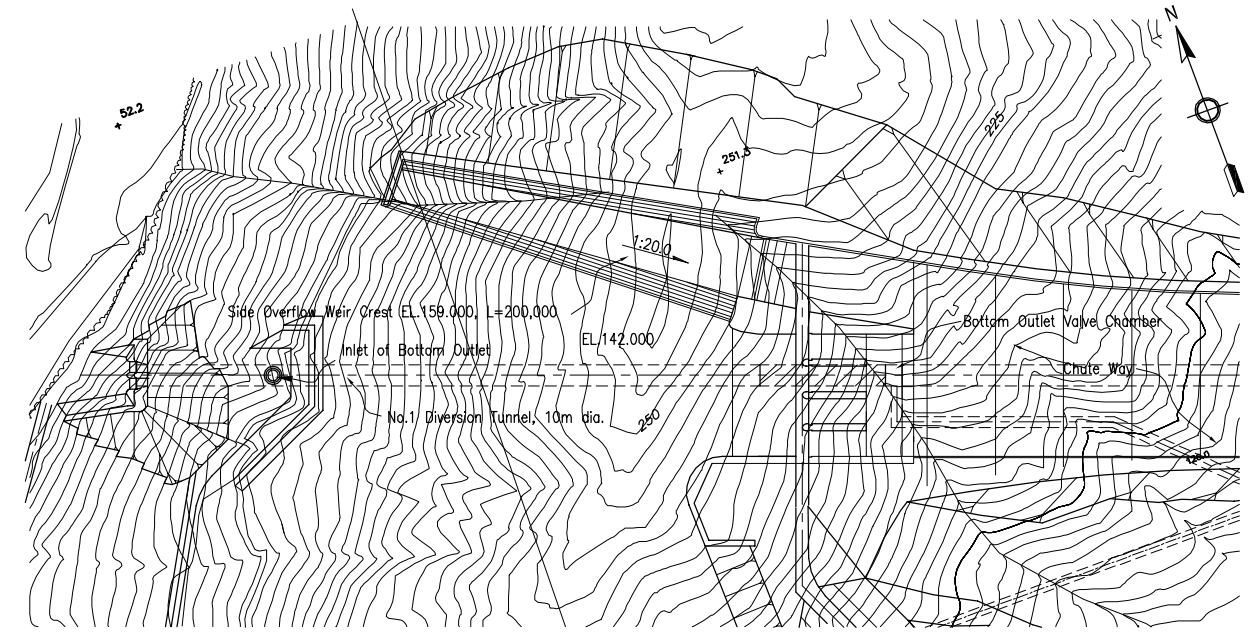 N
52.2
225
251.3
1:20.0
Side Overflow Weir Crest EL.159.000, L=200,000
Bottom Outlet Valve Chamber
EL.142.000
Inlet of Bottom Outlet
Chute Way
No.1 Diversion Tunnel, 10m dia.
250